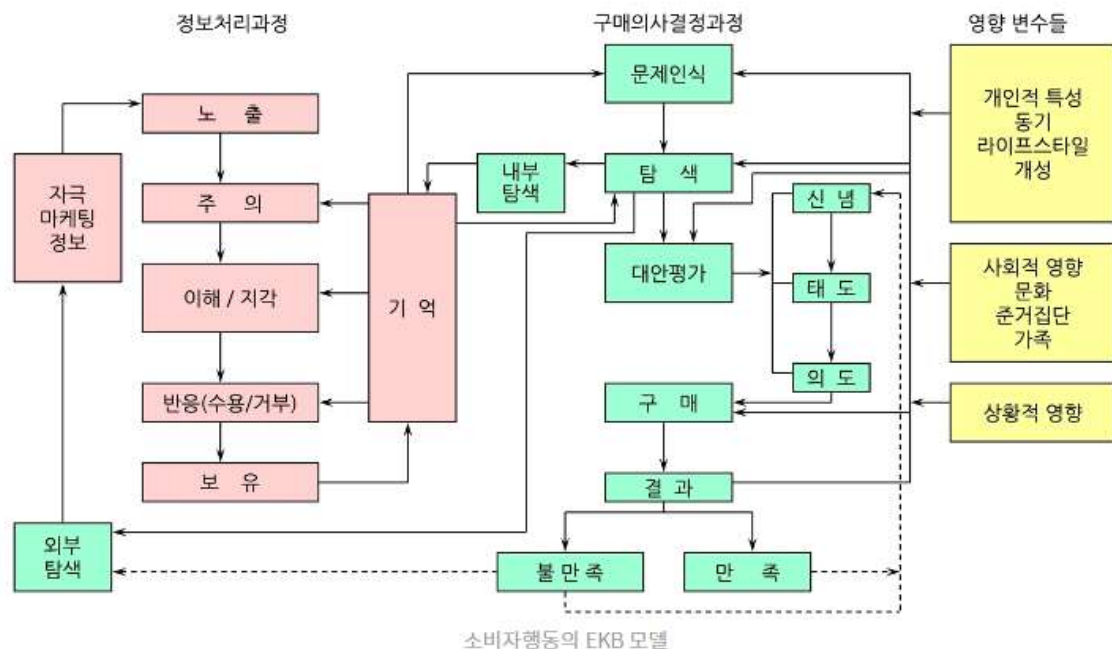 정보처리과정
구매의사결정과정
영향 변수들
노 출
주 의
이해 / 지각
반응(수용/거부)
보 유
자극
마케팅
정보
외부
탐색
기 억
문제인식
내부
탐색
탐 색
대안평가
신 념
태 도
의 도
구 매
결 과
불 만 족
만 족
개인적 특성
동기
라이프스타일
개성
사회적 영향
문화
준거집단
가족
상황적 영향
소비자행동의 EKB 모델